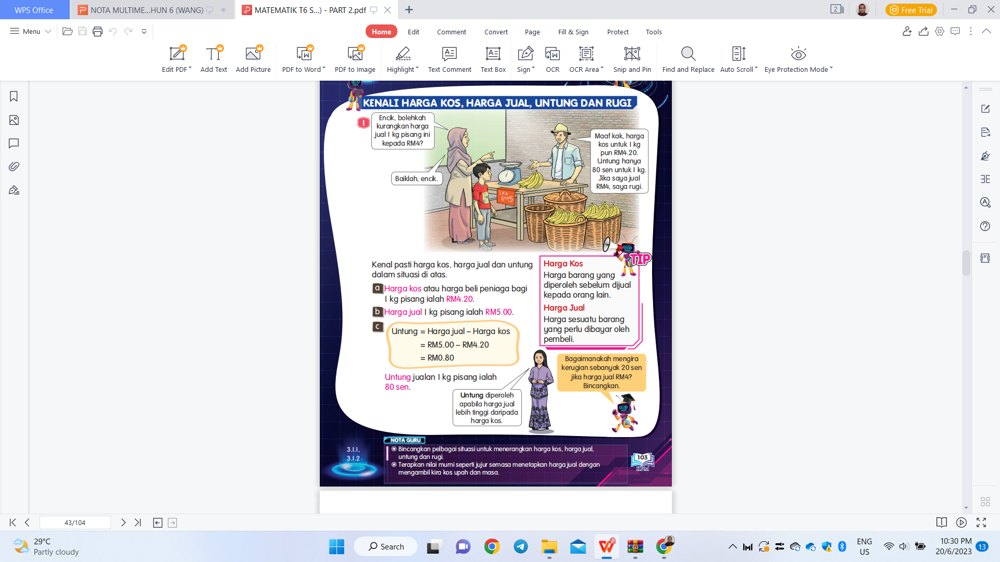 WPS Office
NOTA MULTIME...HUN 6 (WANG)
MATEMATIK T6 S...) - PART 2.pdf
2
Free Trial
Menu
Home
Edit
Comment
Convert
Page
Fill & Sign
Protect
Tools
Edit PDF
Add Text
Add Picture
PDF to Word
PDF to Image
Highlight
Text Comment
Text Box
Sign
OCR
OCR Area
Snip and Pin
Find and Replace
Auto Scroll
Eye Protection Mode
KENALI HARGA KOS, HARGA JUAL, UNTUNG DAN RUGI
1
Encik, bolehkah
kurangkan harga
jual 1 kg pisang ini
kepada RM4?
Maaf kak, harga
kos untuk 1 kg
pun RM4.20.
Untung hanya
80 sen untuk 1 kg.
Jika saya jual
RM4, saya rugi.
Baiklah, encik.
1 Kg
RM5
Kenal pasti harga kos, harga jual dan untung
dalam situasi di atas.
a Harga kos atau harga beli peniaga bagi
1 kg pisang ialah RM4.20.
b Harga jual 1 kg pisang ialah RM5.00.
c
Untung = Harga jual – Harga kos
= RM5.00 – RM4.20
= RM0.80
Untung jualan 1 kg pisang ialah
80 sen.
TIP
Harga Kos
Harga barang yang
diperoleh sebelum dijual
kepada orang lain.
Harga Jual
Harga sesuatu barang
yang perlu dibayar oleh
pembeli.
Untung diperoleh
apabila harga jual
lebih tinggi daripada
harga kos.
Bagaimanakah mengira
kerugian sebanyak 20 sen
jika harga jual RM4?
Bincangkan.
3.1.1,
3.1.2
NOTA GURU
Bincangkan pelbagai situasi untuk menerangkan harga kos, harga jual,
untung dan rugi.
Terapkan nilai murni seperti jujur semasa menetapkan harga jual dengan
mengambil kira kos upah dan masa.
103
KPM
43/104
29°C
Partly cloudy
Search
ENG
US
10:30 PM
20/6/2023
13